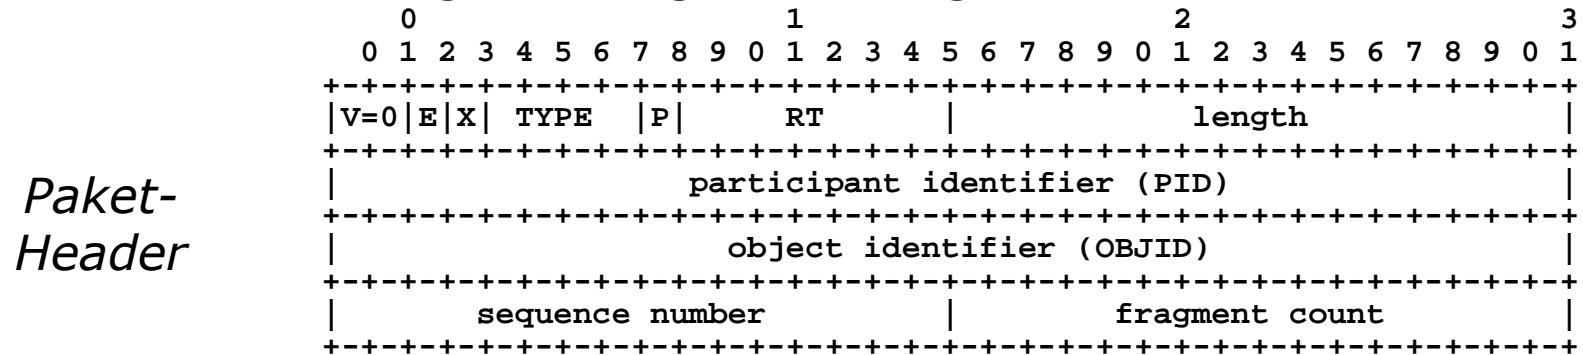 0 1 2 3
0 1 2 3 4 5 6 7 8 9 0 1 2 3 4 5 6 7 8 9 0 1 2 3 4 5 6 7 8 9 0 1
+-+-+-+-+-+-+-+-+-+-+-+-+-+-+-+-+-+-+-+-+-+-+-+-+-+-+-+-+-+-+-+-+
|V=0|E|X| TYPE |P| RT | length |
+-+-+-+-+-+-+-+-+-+-+-+-+-+-+-+-+-+-+-+-+-+-+-+-+-+-+-+-+-+-+-+-+
| participant identifier (PID) |
Paket-
+-+-+-+-+-+-+-+-+-+-+-+-+-+-+-+-+-+-+-+-+-+-+-+-+-+-+-+-+-+-+-+-+
Header
| object identifier (OBJID) |
+-+-+-+-+-+-+-+-+-+-+-+-+-+-+-+-+-+-+-+-+-+-+-+-+-+-+-+-+-+-+-+-+
| sequence number | fragment count |
+-+-+-+-+-+-+-+-+-+-+-+-+-+-+-+-+-+-+-+-+-+-+-+-+-+-+-+-+-+-+-+-+